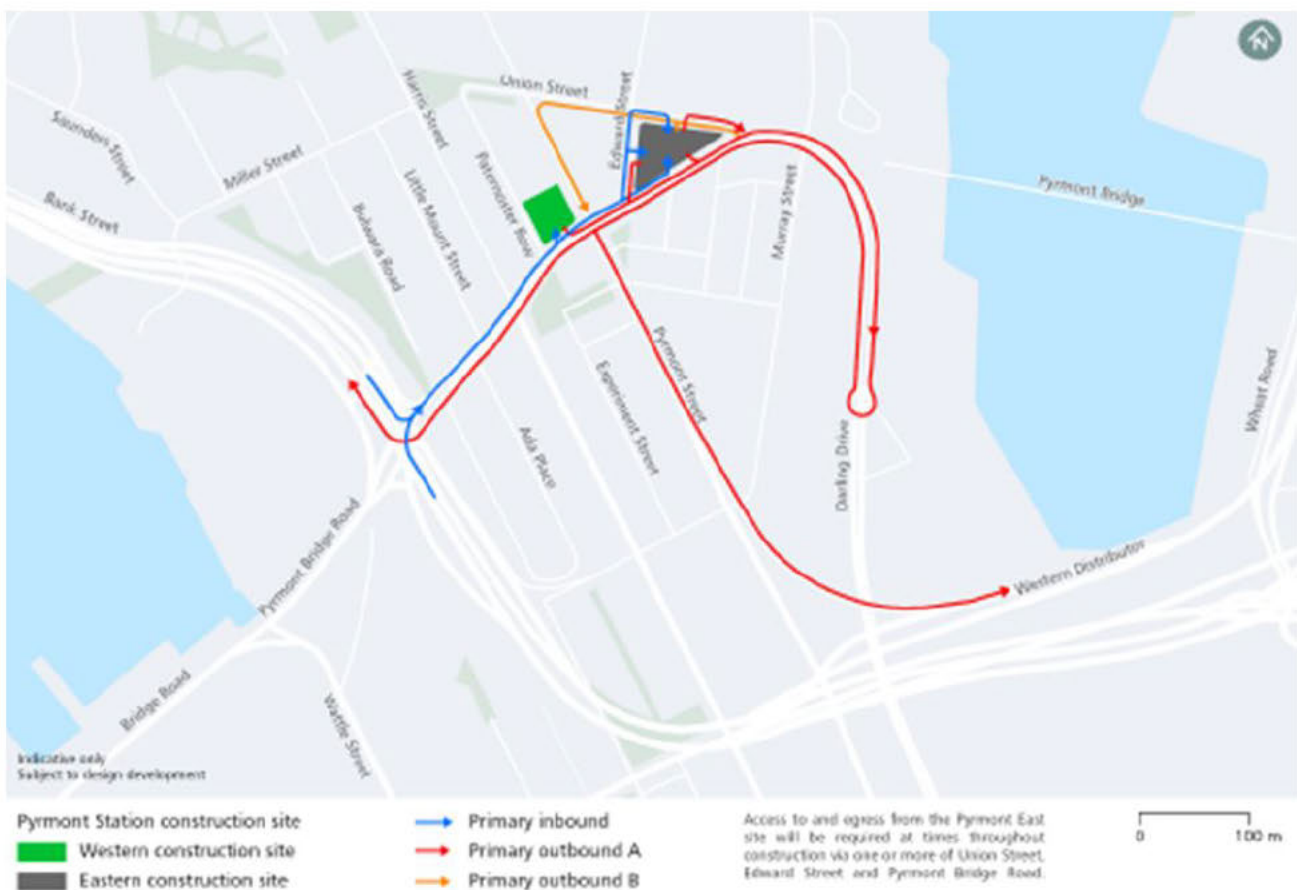 N
Union Street
Harris Street
Edward Street
Saunders Street
Miller Street
Paternoster Row
Little Mount Street
Bulwara Road
Bank Street
Murray Street
Pyrmont Bridge
Pyrmont Street
Experiment Street
Ada Place
Darling Drive
Wheat Road
Western Distributor
Pyrmont Bridge Road
Bridge Road
Wattle Street
Indicative only
Subject to design development
Pyrmont Station construction site
Western construction site
Eastern construction site
Primary inbound
Primary outbound A
Primary outbound B
Access to and egress from the Pyrmont East
site will be required at times throughout
construction via one or more of Union Street,
Edward Street and Pyrmont Bridge Road.
0 100 m